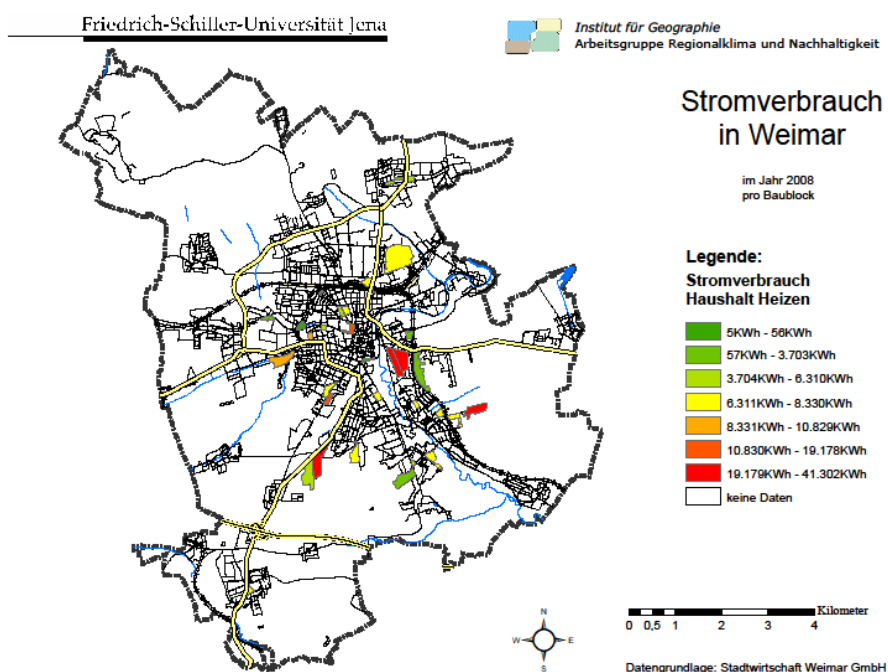 Friedrich-Schiller-Universität Jena
Institut für Geographie
Arbeitsgruppe Regionalklima und Nachhaltigkeit
Stromverbrauch
in Weimar
im Jahr 2008
pro Baublock
Legende:
Stromverbrauch
Haushalt Heizen
5KWh - 56KWh
57KWh - 3.703KWh
3.704KWh - 6.310KWh
6.311KWh - 8.330KWh
8.331KWh - 10.829KWh
10.830KWh - 19.178KWh
19.179KWh - 41.302KWh
keine Daten
N
W E
S
Kilometer
0 0,5 1 2 3 4
Datengrundlage: Stadtwirtschaft Weimar GmbH